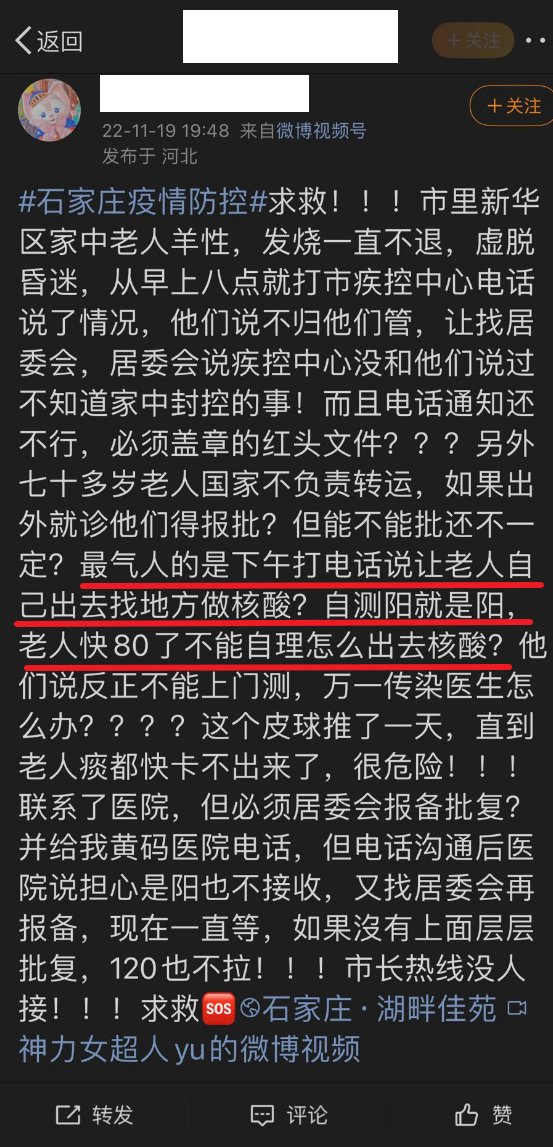 返回
+关注
+关注
22-11-19 19:48 来自微博视频号
发布于 河北
#石家庄疫情防控#求救！！！市里新华
区家中老人羊性，发烧一直不退，虚脱
昏迷，从早上八点就打市疾控中心电话
说了情况，他们说不归他们管，让找居
委会，居委会说疾控中心没和他们说过
不知道家中封控的事！而且电话通知还
不行，必须盖章的红头文件？？？另外
七十多岁老人国家不负责转运，如果出
外就诊他们得报批？但能不能批还不一
定？最气人的是下午打电话说让老人自
己出去找地方做核酸？自测阳就是阳，
老人快80了不能自理怎么出去核酸？他
们说反正不能上门测，万一传染医生怎
么办？？？？这个皮球推了一天，直到
老人痰都快卡不出来了，很危险！！！
联系了医院，但必须居委会报备批复？
并给我黄码医院电话，但电话沟通后医
院说担心是阳也不接收，又找居委会再
报备，现在一直等，如果沒有上面层层
批复，120也不拉！！！市长热线没人
接！！！求救SOS石家庄·湖畔佳苑
神力女超人yu的微博视频
转发
评论
赞